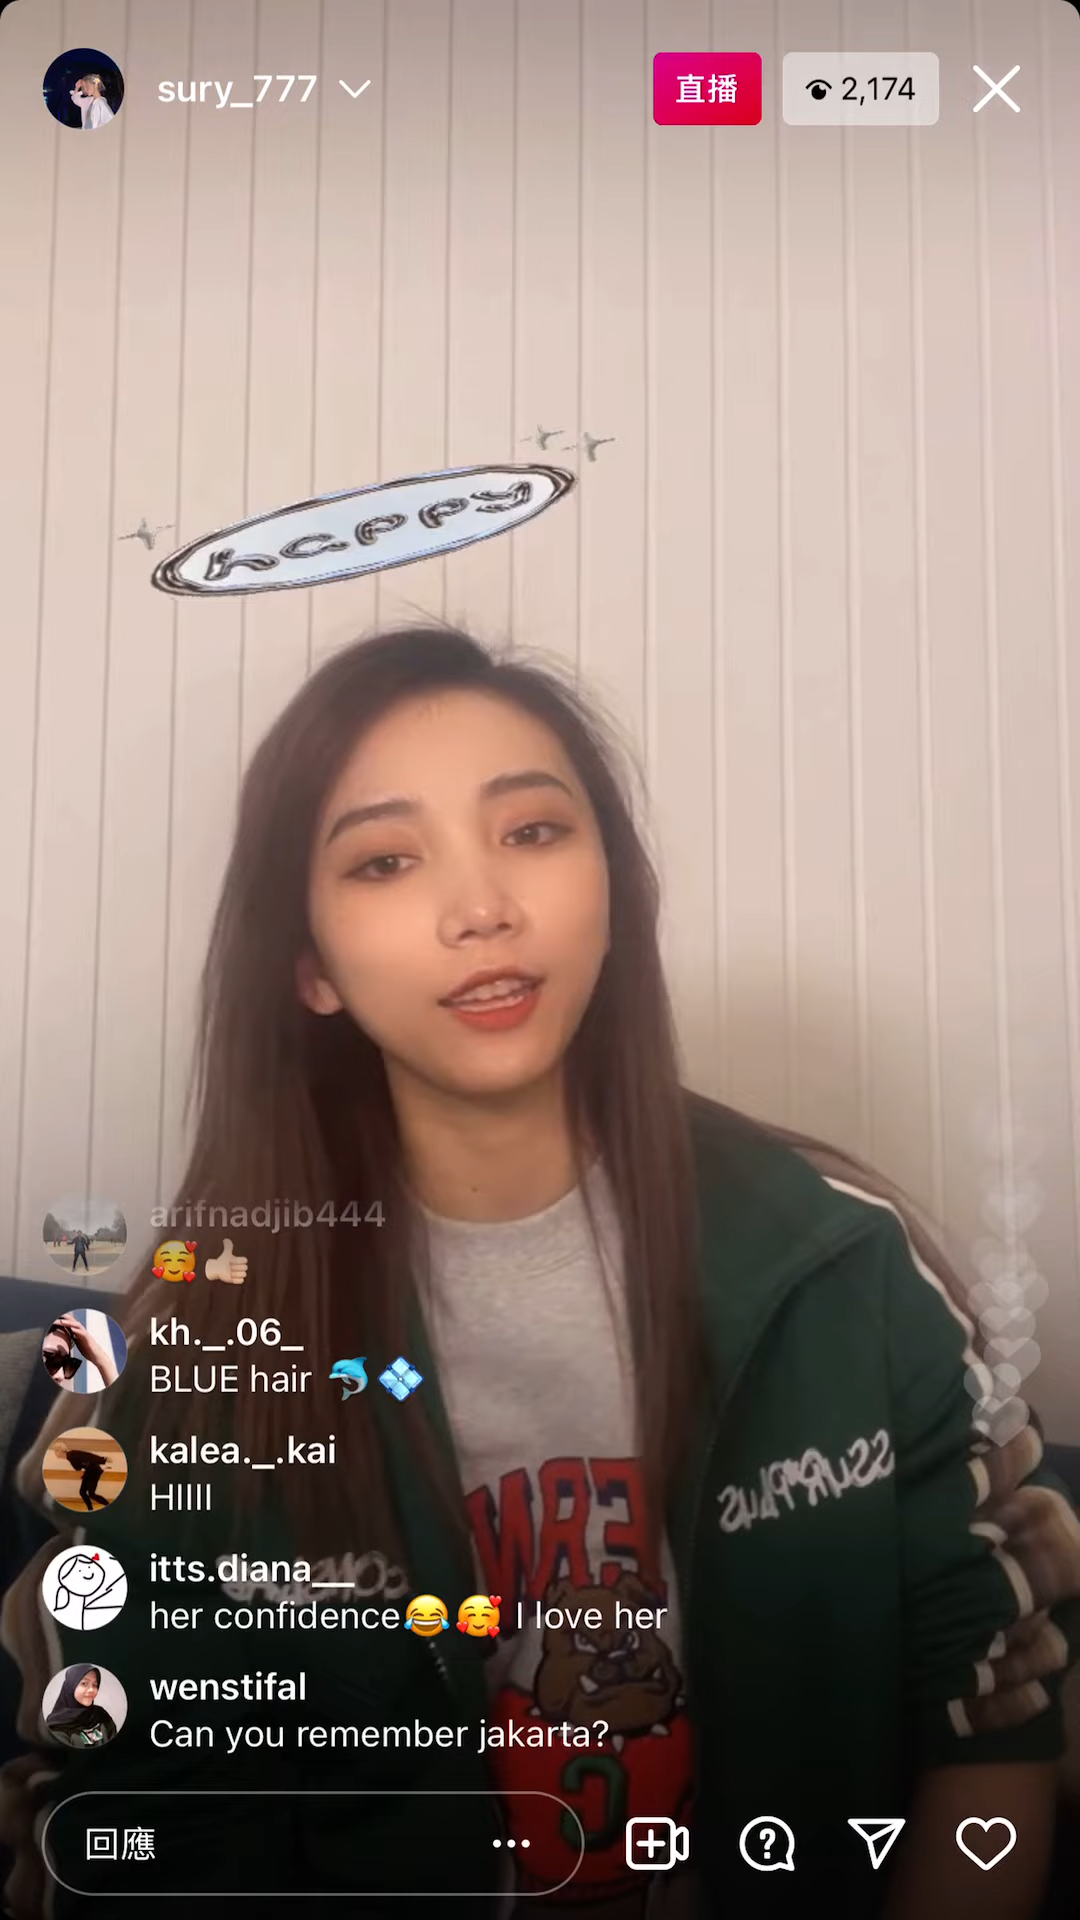 sury_777
直播
2,174
happy
arifnadjib444
🥰👍🏻
kh._.06_
BLUE hair 🐬💠
kalea._.kai
HIIII
itts.diana__
her confidence😂🥰 I love her
wenstifal
Can you remember jakarta?
回應